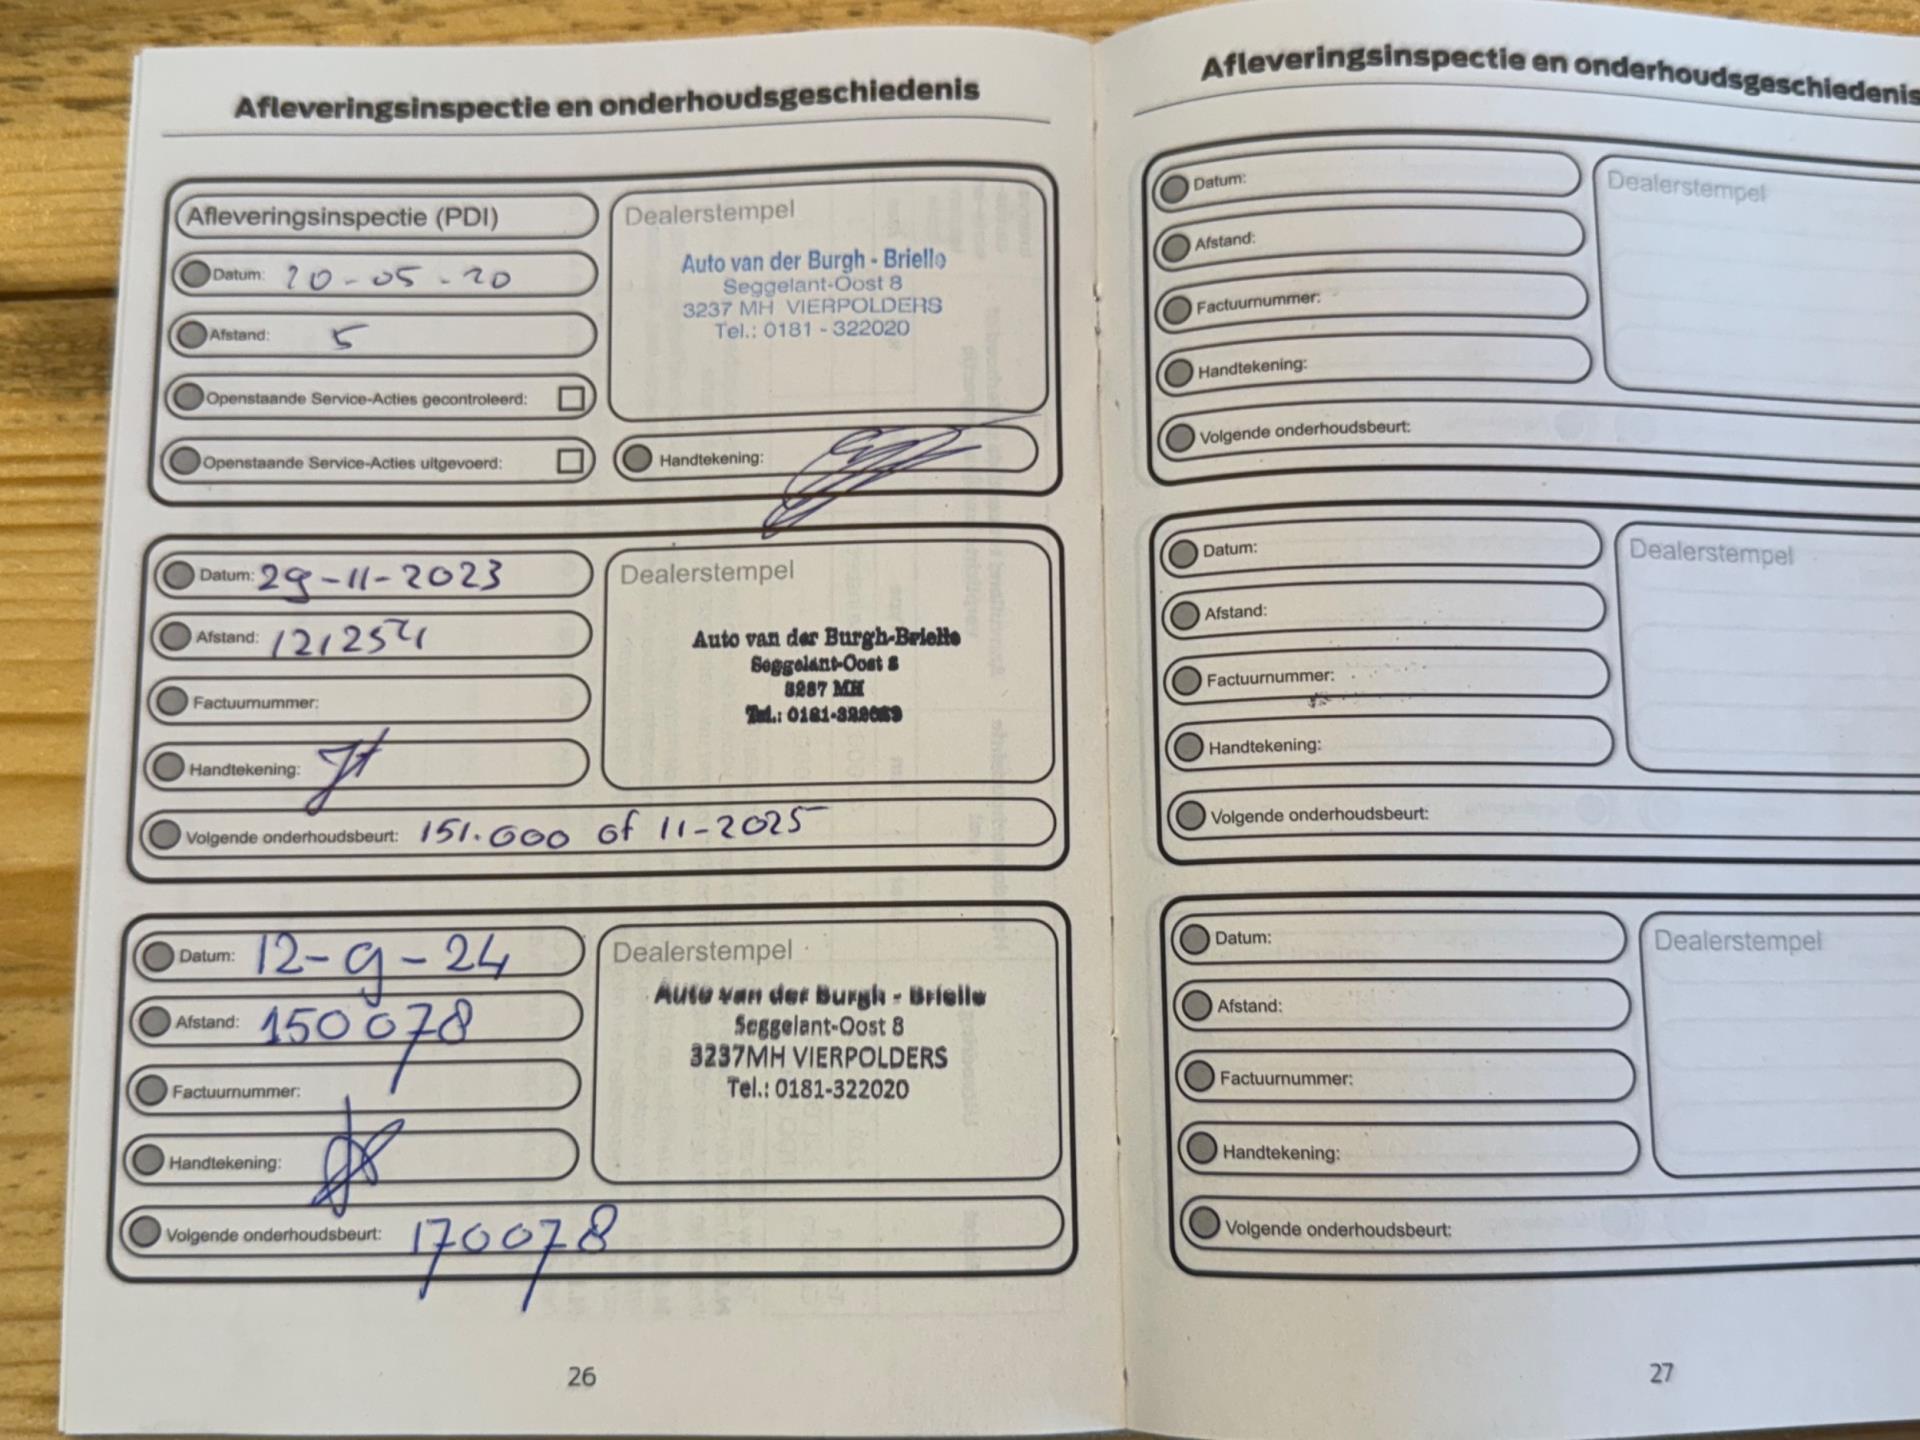 Afleveringsinspectie en onderhoudsgeschiedenis
Afleveringsinspectie (PDI)
Datum: 20-05-20
Afstand: 5
Openstaande Service-Acties gecontroleerd:
Openstaande Service-Acties uitgevoerd:
Dealerstempel
Auto van der Burgh - Brielle
Seggelant-Oost 8
3237 MH VIERPOLDERS
Tel.: 0181 - 322020
Handtekening:
Datum: 29-11-2023
Afstand: 121254
Factuurnummer:
Handtekening:
Dealerstempel
Auto van der Burgh-Brielle
Seggelant-Oost 8
MH
Tel.:
Volgende onderhoudsbeurt: 151.000 of 11-2025
Datum: 12-9-24
Afstand: 150078
Factuurnummer:
Handtekening:
Dealerstempel
Auto van der Burgh - Brielle
Seggelant-Oost 8
3237MH VIERPOLDERS
Tel.: 0181-322020
Volgende onderhoudsbeurt: 170078
26
Afleveringsinspectie en onderhoudsgeschiedenis
Datum:
Afstand:
Factuurnummer:
Handtekening:
Dealerstempel
Volgende onderhoudsbeurt:
Datum:
Afstand:
Factuurnummer:
Handtekening:
Dealerstempel
Volgende onderhoudsbeurt:
Datum:
Afstand:
Factuurnummer:
Handtekening:
Dealerstempel
Volgende onderhoudsbeurt:
27